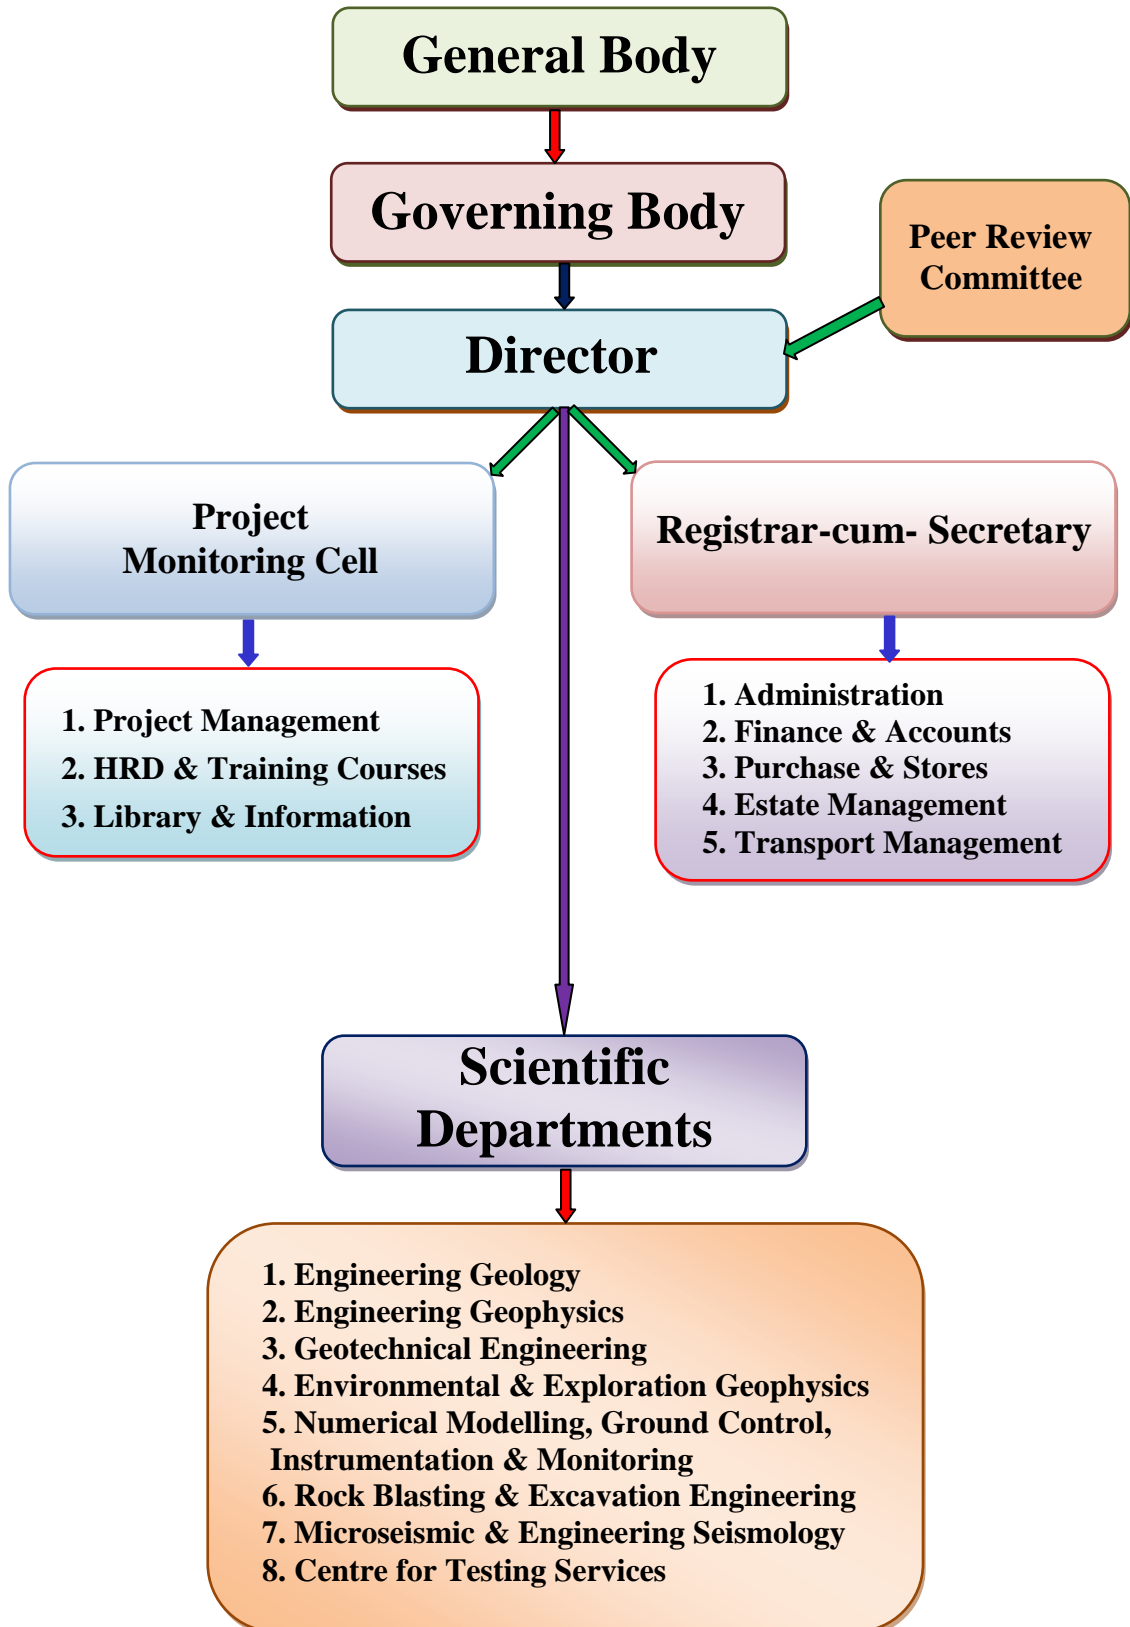 General Body
Governing Body
Peer Review
Committee
Director
Project
Monitoring Cell
Registrar-cum- Secretary
1. Project Management
2. HRD & Training Courses
3. Library & Information
1. Administration
2. Finance & Accounts
3. Purchase & Stores
4. Estate Management
5. Transport Management
Scientific
Departments
1. Engineering Geology
2. Engineering Geophysics
3. Geotechnical Engineering
4. Environmental & Exploration Geophysics
5. Numerical Modelling, Ground Control,
Instrumentation & Monitoring
6. Rock Blasting & Excavation Engineering
7. Microseismic & Engineering Seismology
8. Centre for Testing Services